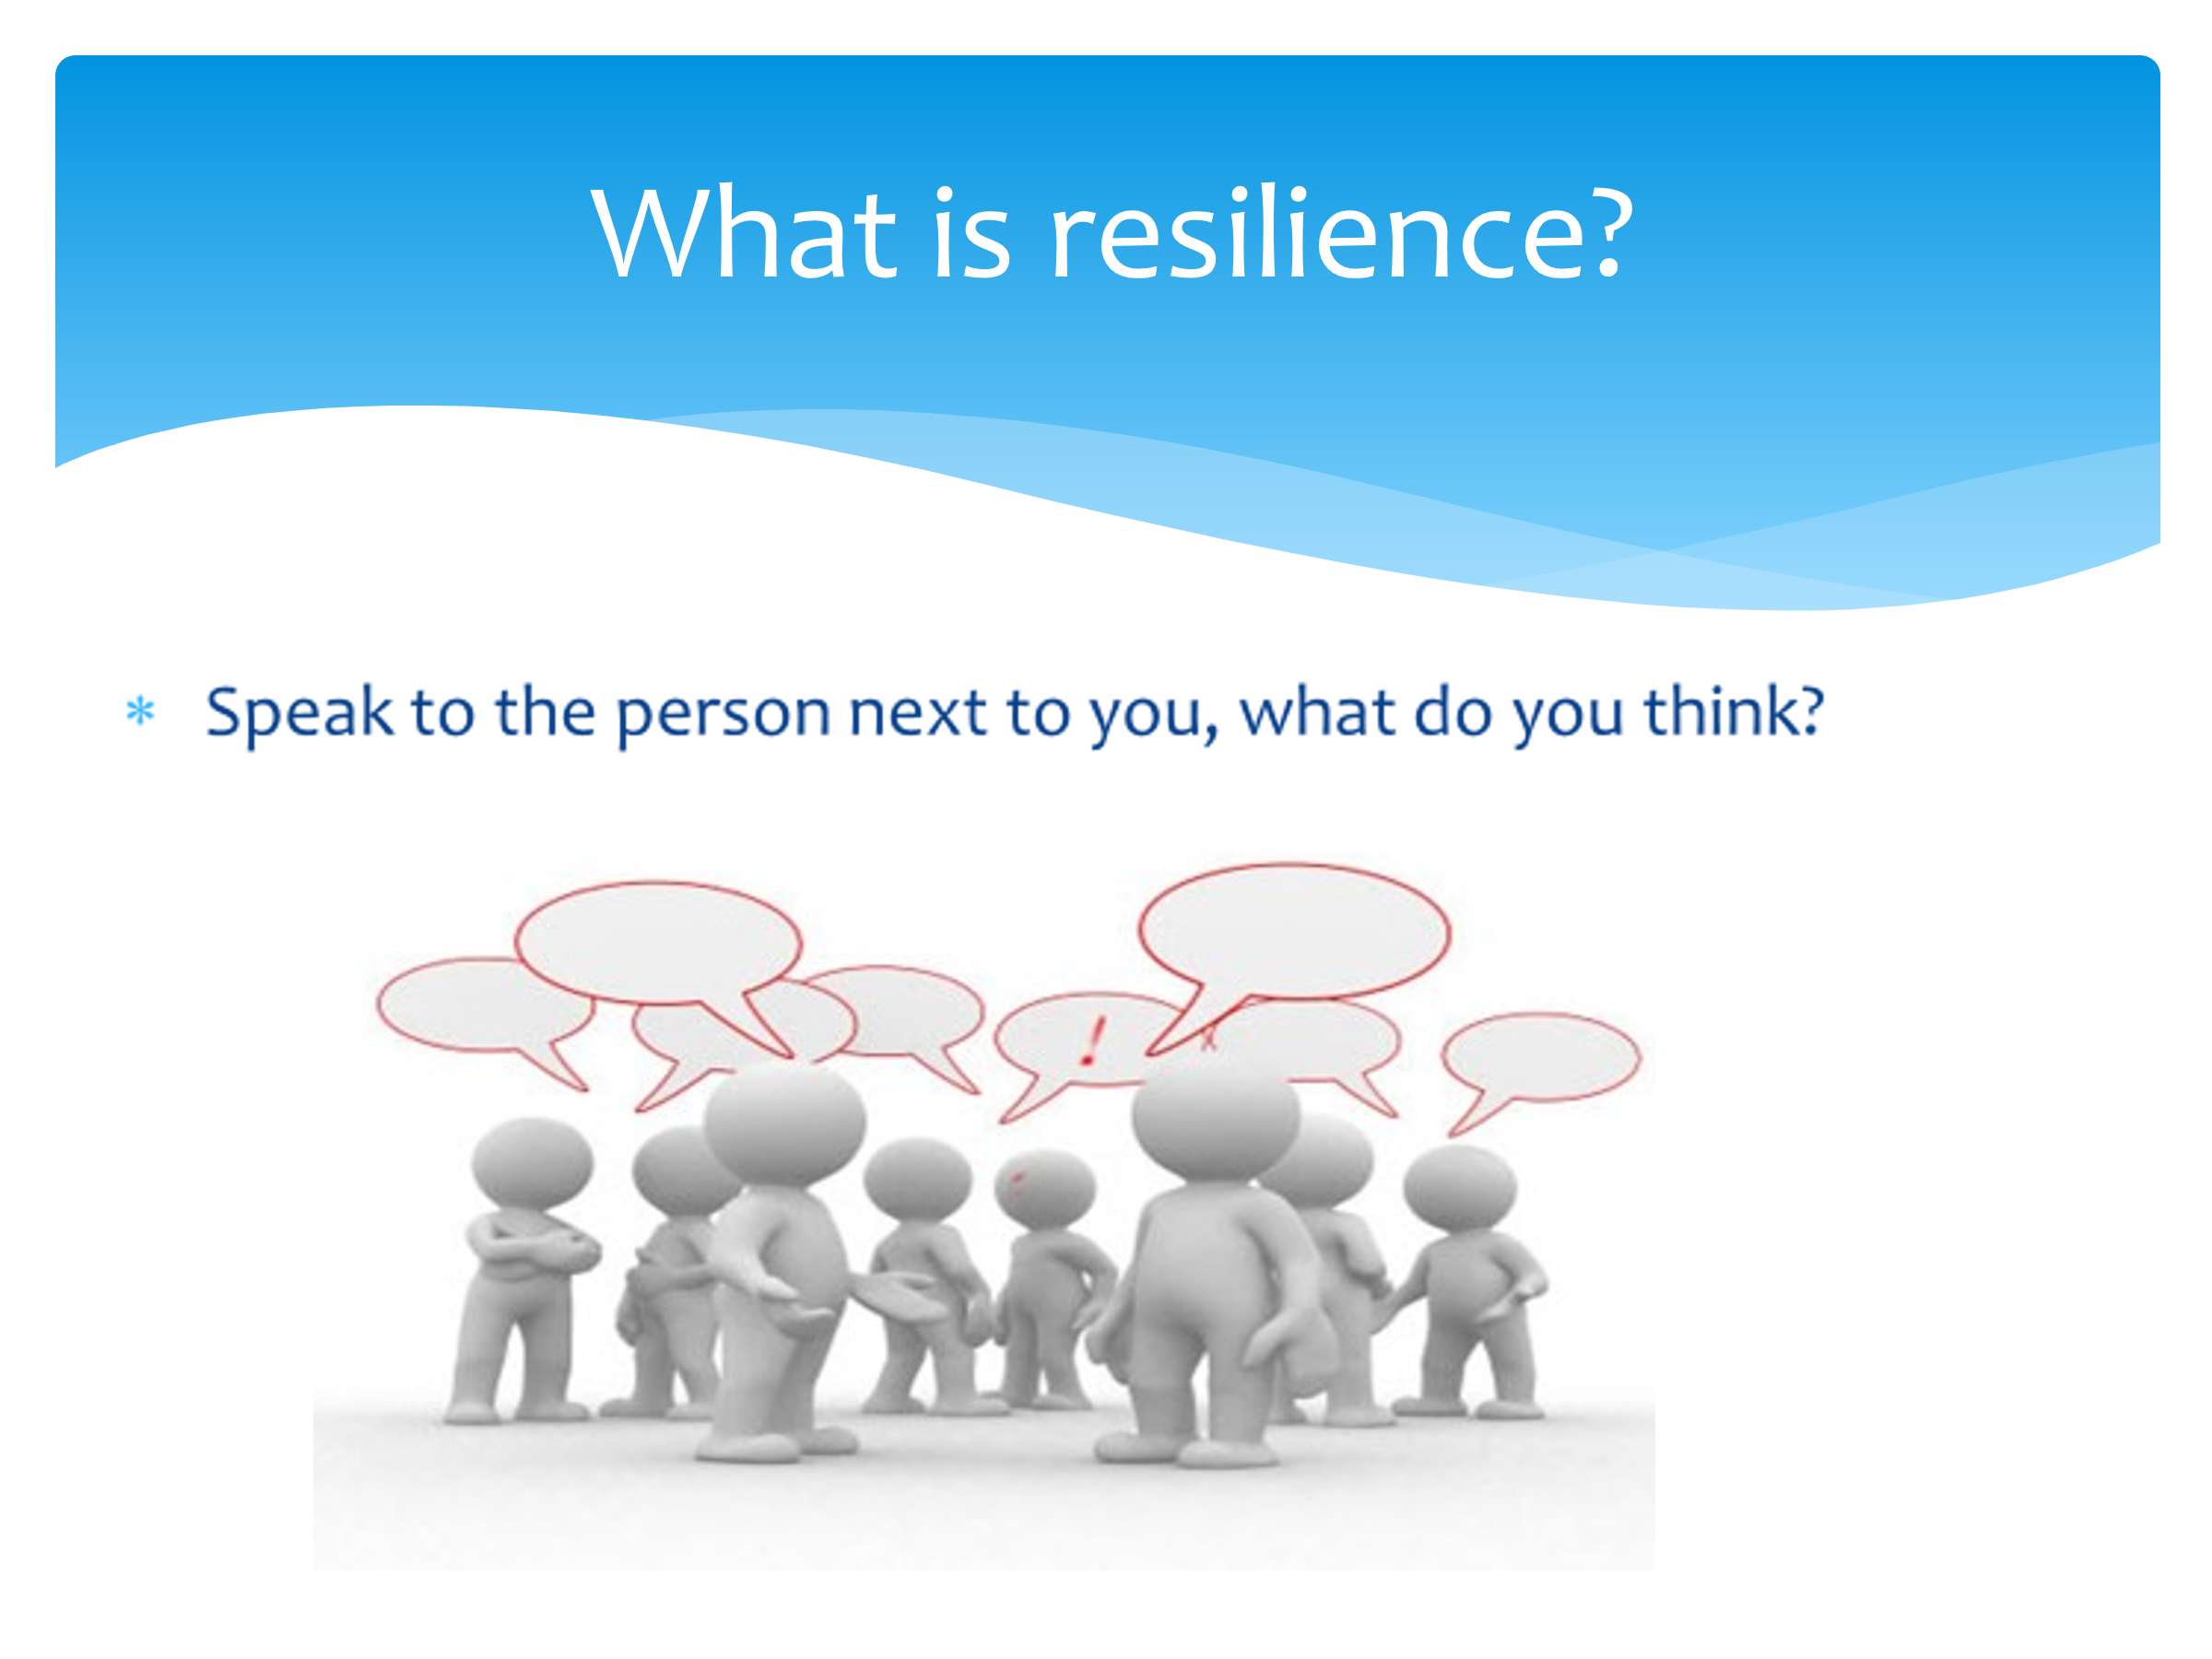 What is resilience?
* Speak to the person next to you, what do you think?
!